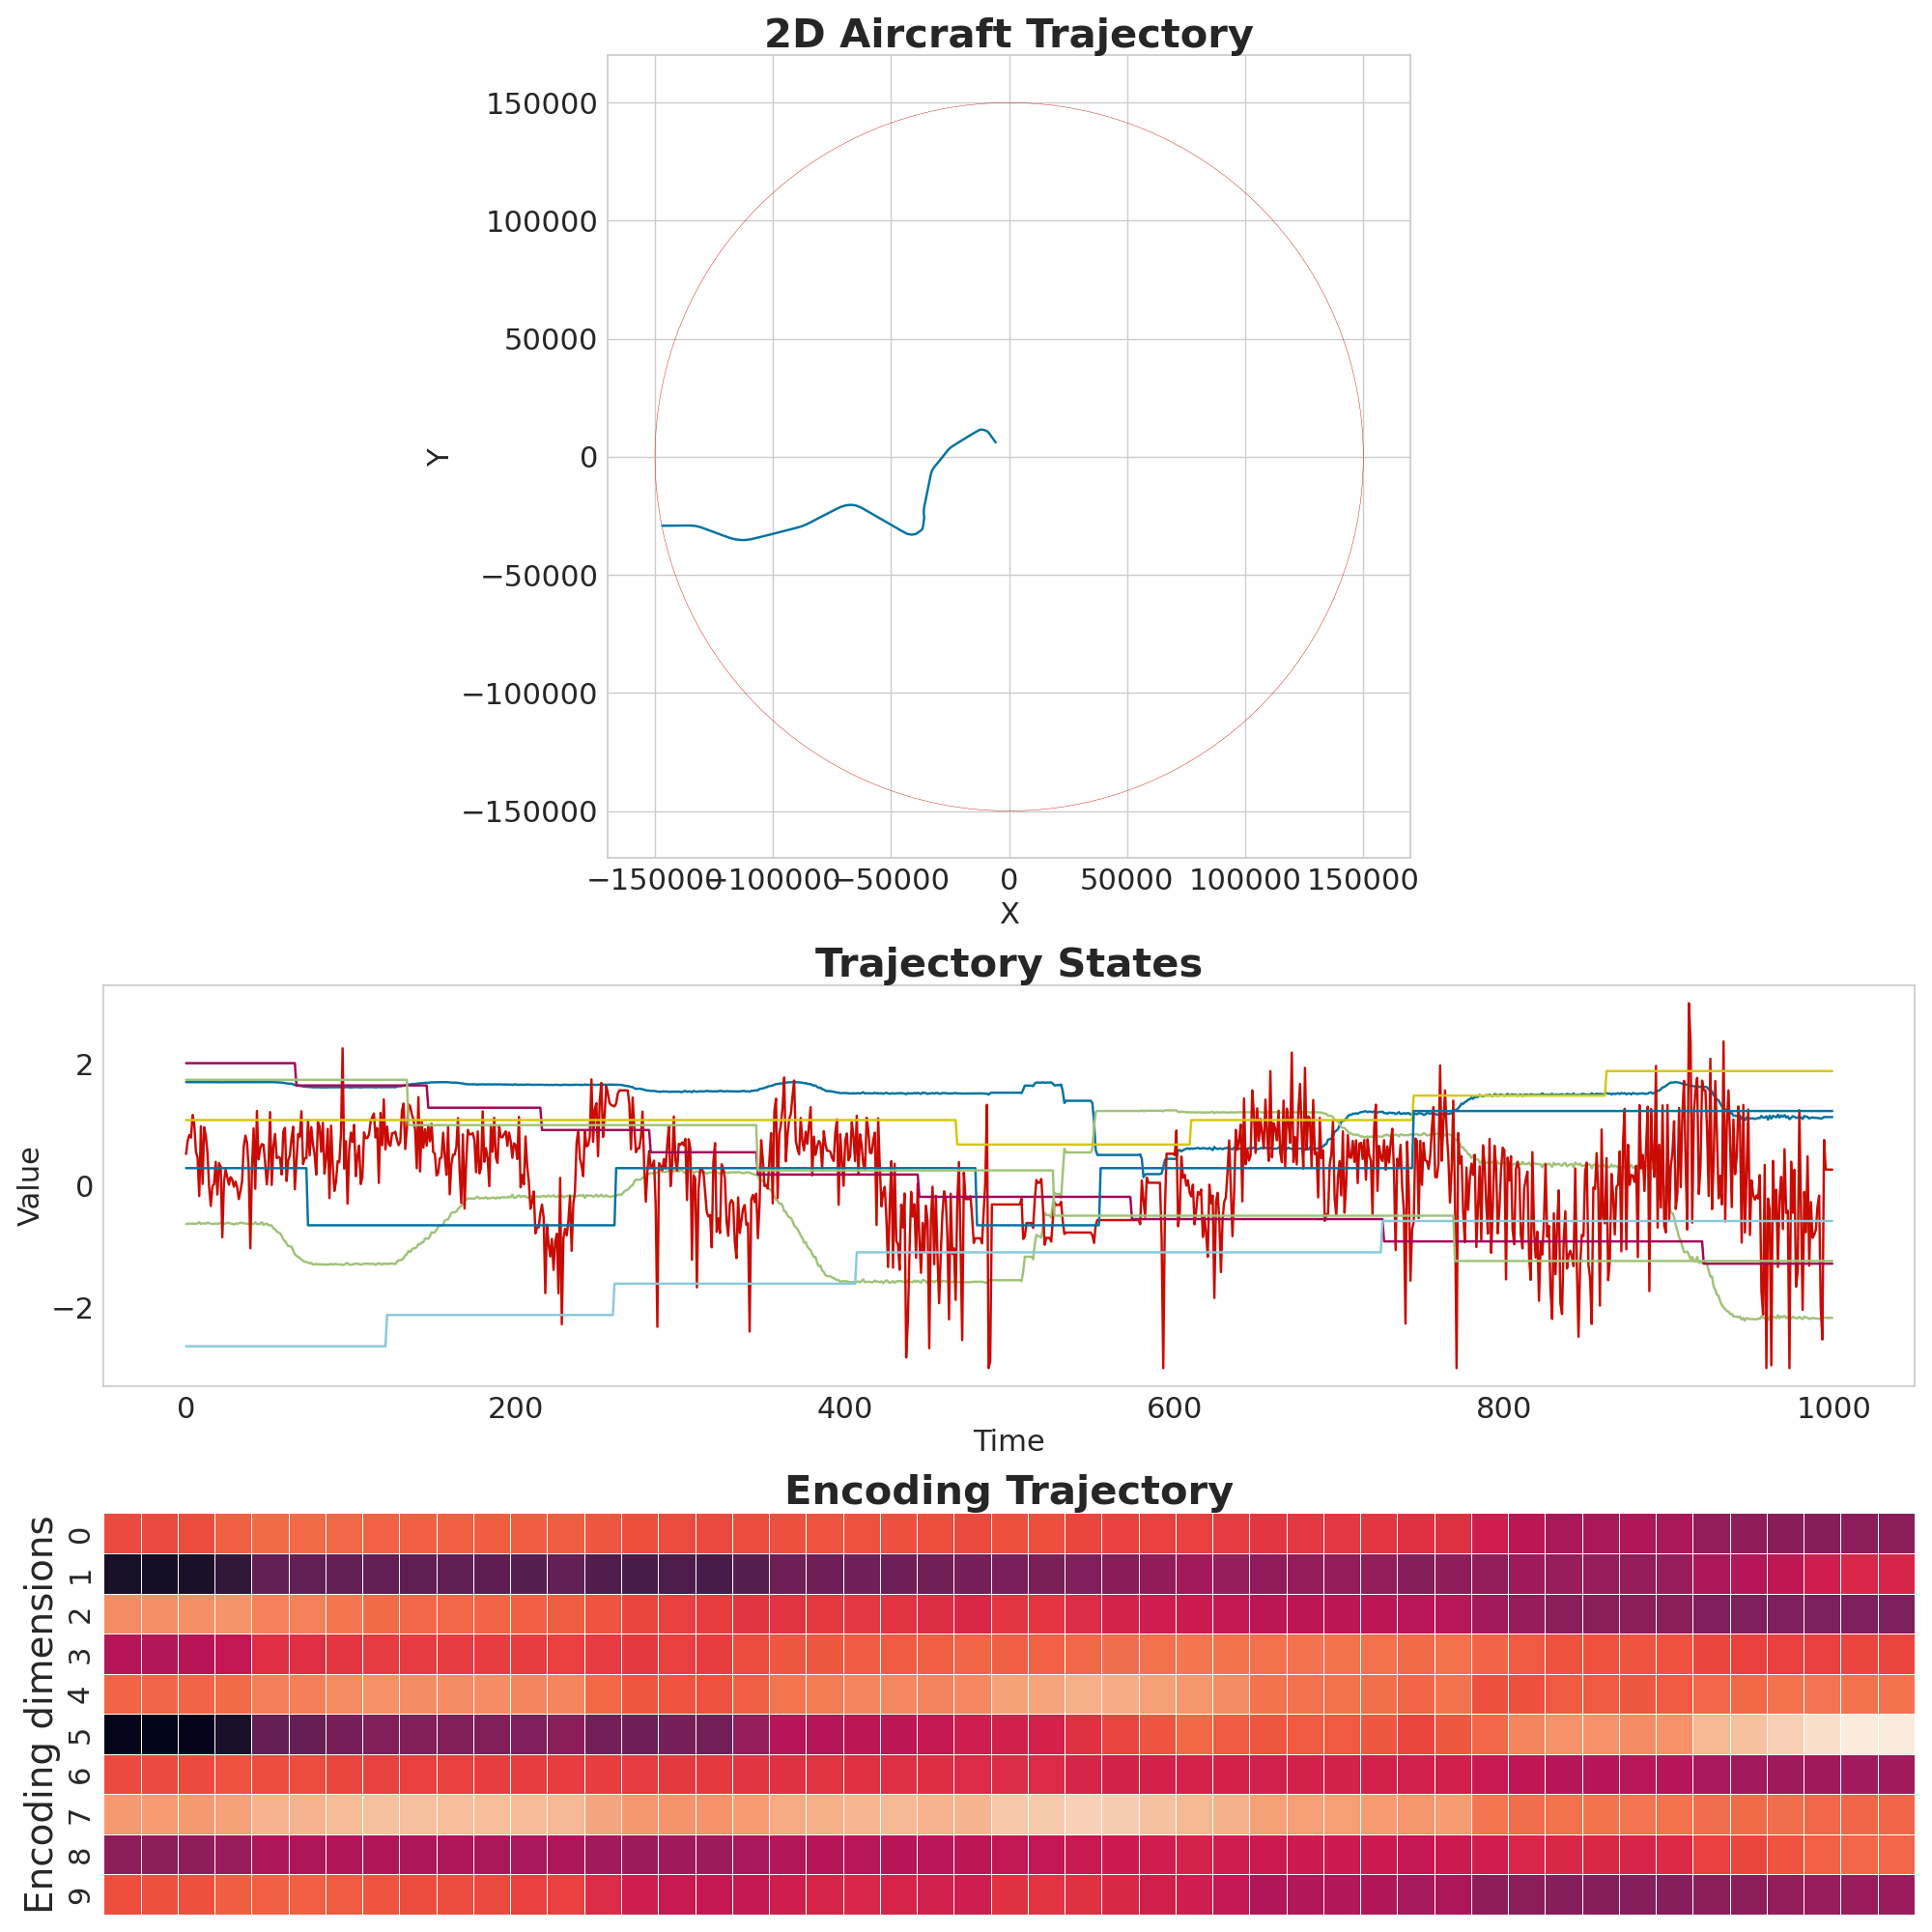 2D Aircraft Trajectory
150000
100000
50000
0
−50000
−100000
−150000
Y
−150000 −100000 −50000 0 50000 100000 150000
X
Trajectory States
2
0
−2
Value
0 200 400 600 800 1000
Time
Encoding Trajectory
Encoding dimensions
0
1
2
3
4
5
6
7
8
9